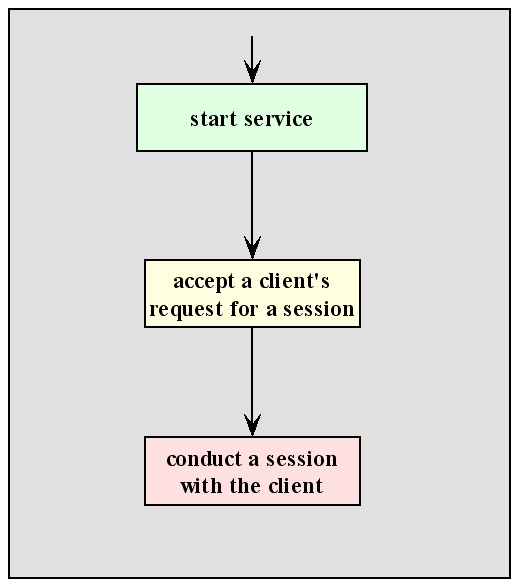 start service
accept a client's
request for a session
conduct a session
with the client